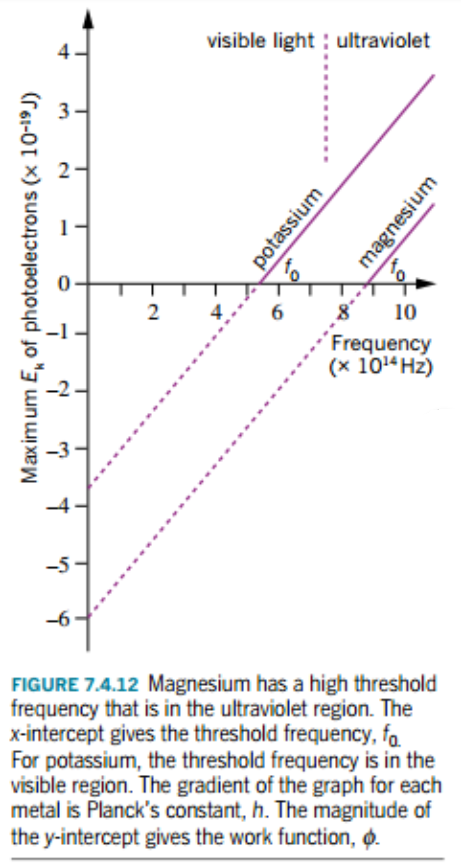 visible light ultraviolet
4
3
2
1
0
−1
−2
−3
−4
−5
−6
Maximum Eₖ of photoelectrons (× 10⁻¹⁹ J)
potassium
magnesium
f₀
f₀
2 4 6 8 10
Frequency
(× 10¹⁴ Hz)
FIGURE 7.4.12 Magnesium has a high threshold
frequency that is in the ultraviolet region. The
x-intercept gives the threshold frequency, f₀.
For potassium, the threshold frequency is in the
visible region. The gradient of the graph for each
metal is Planck's constant, h. The magnitude of
the y-intercept gives the work function, ϕ.